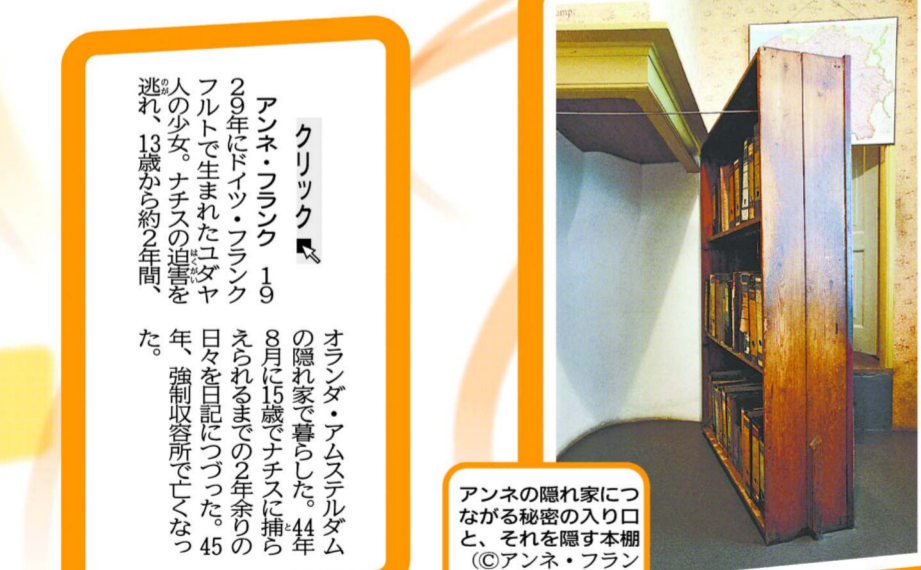 クリック
アンネ・フランク　19
29年にドイツ・フランク
フルトで生まれたユダヤ
人の少女。ナチスの迫害を
逃れ、13歳から約2年間、
オランダ・アムステルダム
の隠れ家で暮らした。44年
8月に15歳でナチスに捕ら
えられるまでの2年余りの
日々を日記につづった。45
年、強制収容所で亡くなっ
た。
アンネの隠れ家につ
ながる秘密の入り口
と、それを隠す本棚
（©アンネ・フラン